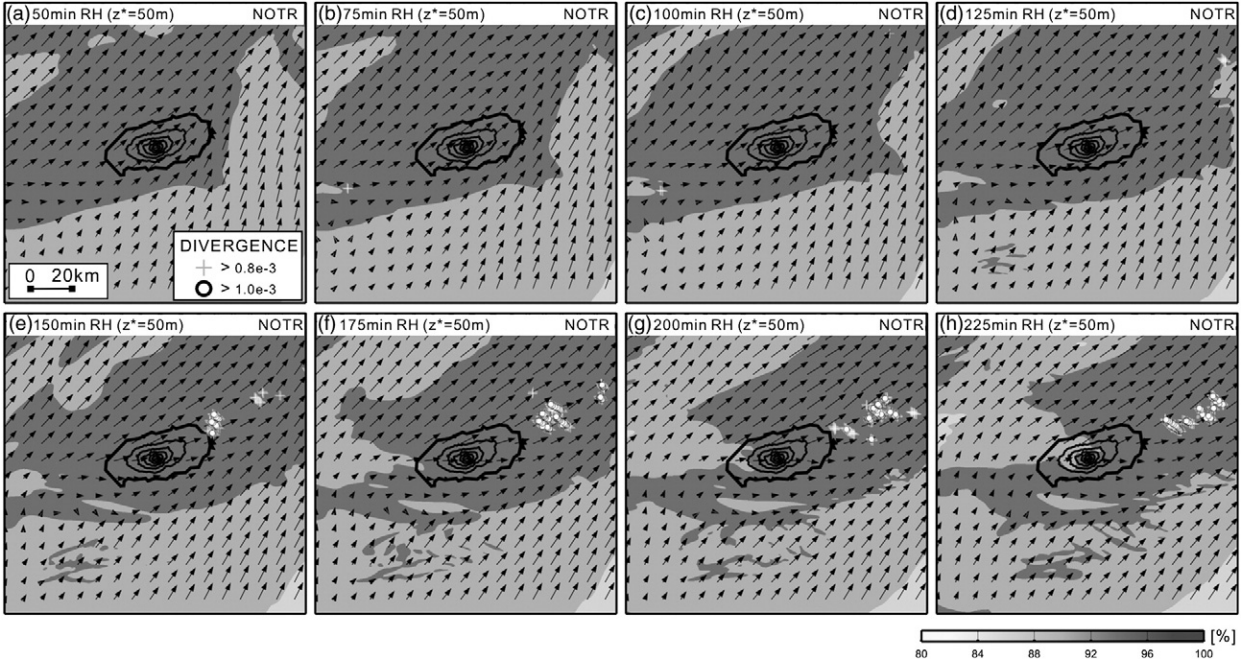 (a) 50min RH (z*=50m) NOTR
(b) 75min RH (z*=50m) NOTR
(c) 100min RH (z*=50m) NOTR
(d) 125min RH (z*=50m) NOTR
DIVERGENCE
> 0.8e-3
> 1.0e-3
0 20km
(e) 150min RH (z*=50m) NOTR
(f) 175min RH (z*=50m) NOTR
(g) 200min RH (z*=50m) NOTR
(h) 225min RH (z*=50m) NOTR
[%]
80 84 88 92 96 100